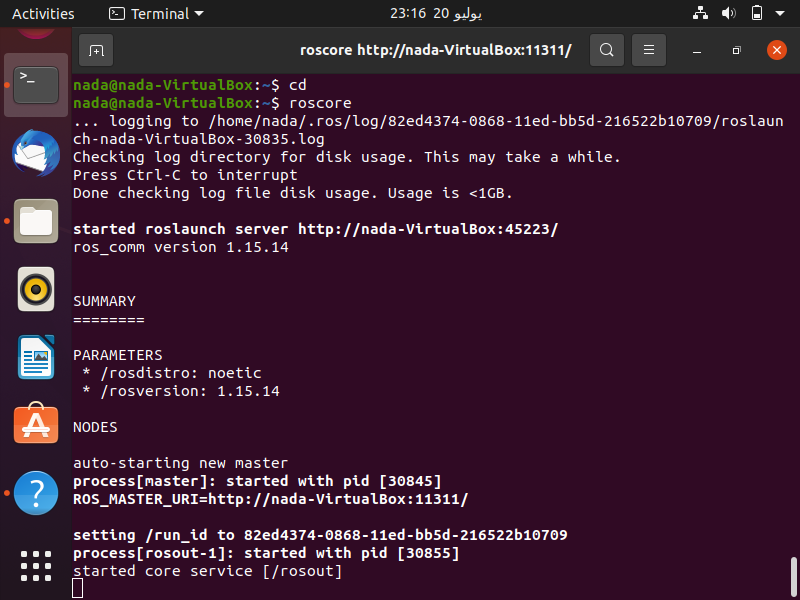 Activities
Terminal
23:16 20 يوليو
roscore http://nada-VirtualBox:11311/
nada@nada-VirtualBox:~$ cd
nada@nada-VirtualBox:~$ roscore
... logging to /home/nada/.ros/log/82ed4374-0868-11ed-bb5d-216522b10709/roslaun
ch-nada-VirtualBox-30835.log
Checking log directory for disk usage. This may take a while.
Press Ctrl-C to interrupt
Done checking log file disk usage. Usage is <1GB.
started roslaunch server http://nada-VirtualBox:45223/
ros_comm version 1.15.14
SUMMARY
========
PARAMETERS
 * /rosdistro: noetic
 * /rosversion: 1.15.14
NODES
auto-starting new master
process[master]: started with pid [30845]
ROS_MASTER_URI=http://nada-VirtualBox:11311/
setting /run_id to 82ed4374-0868-11ed-bb5d-216522b10709
process[rosout-1]: started with pid [30855]
started core service [/rosout]